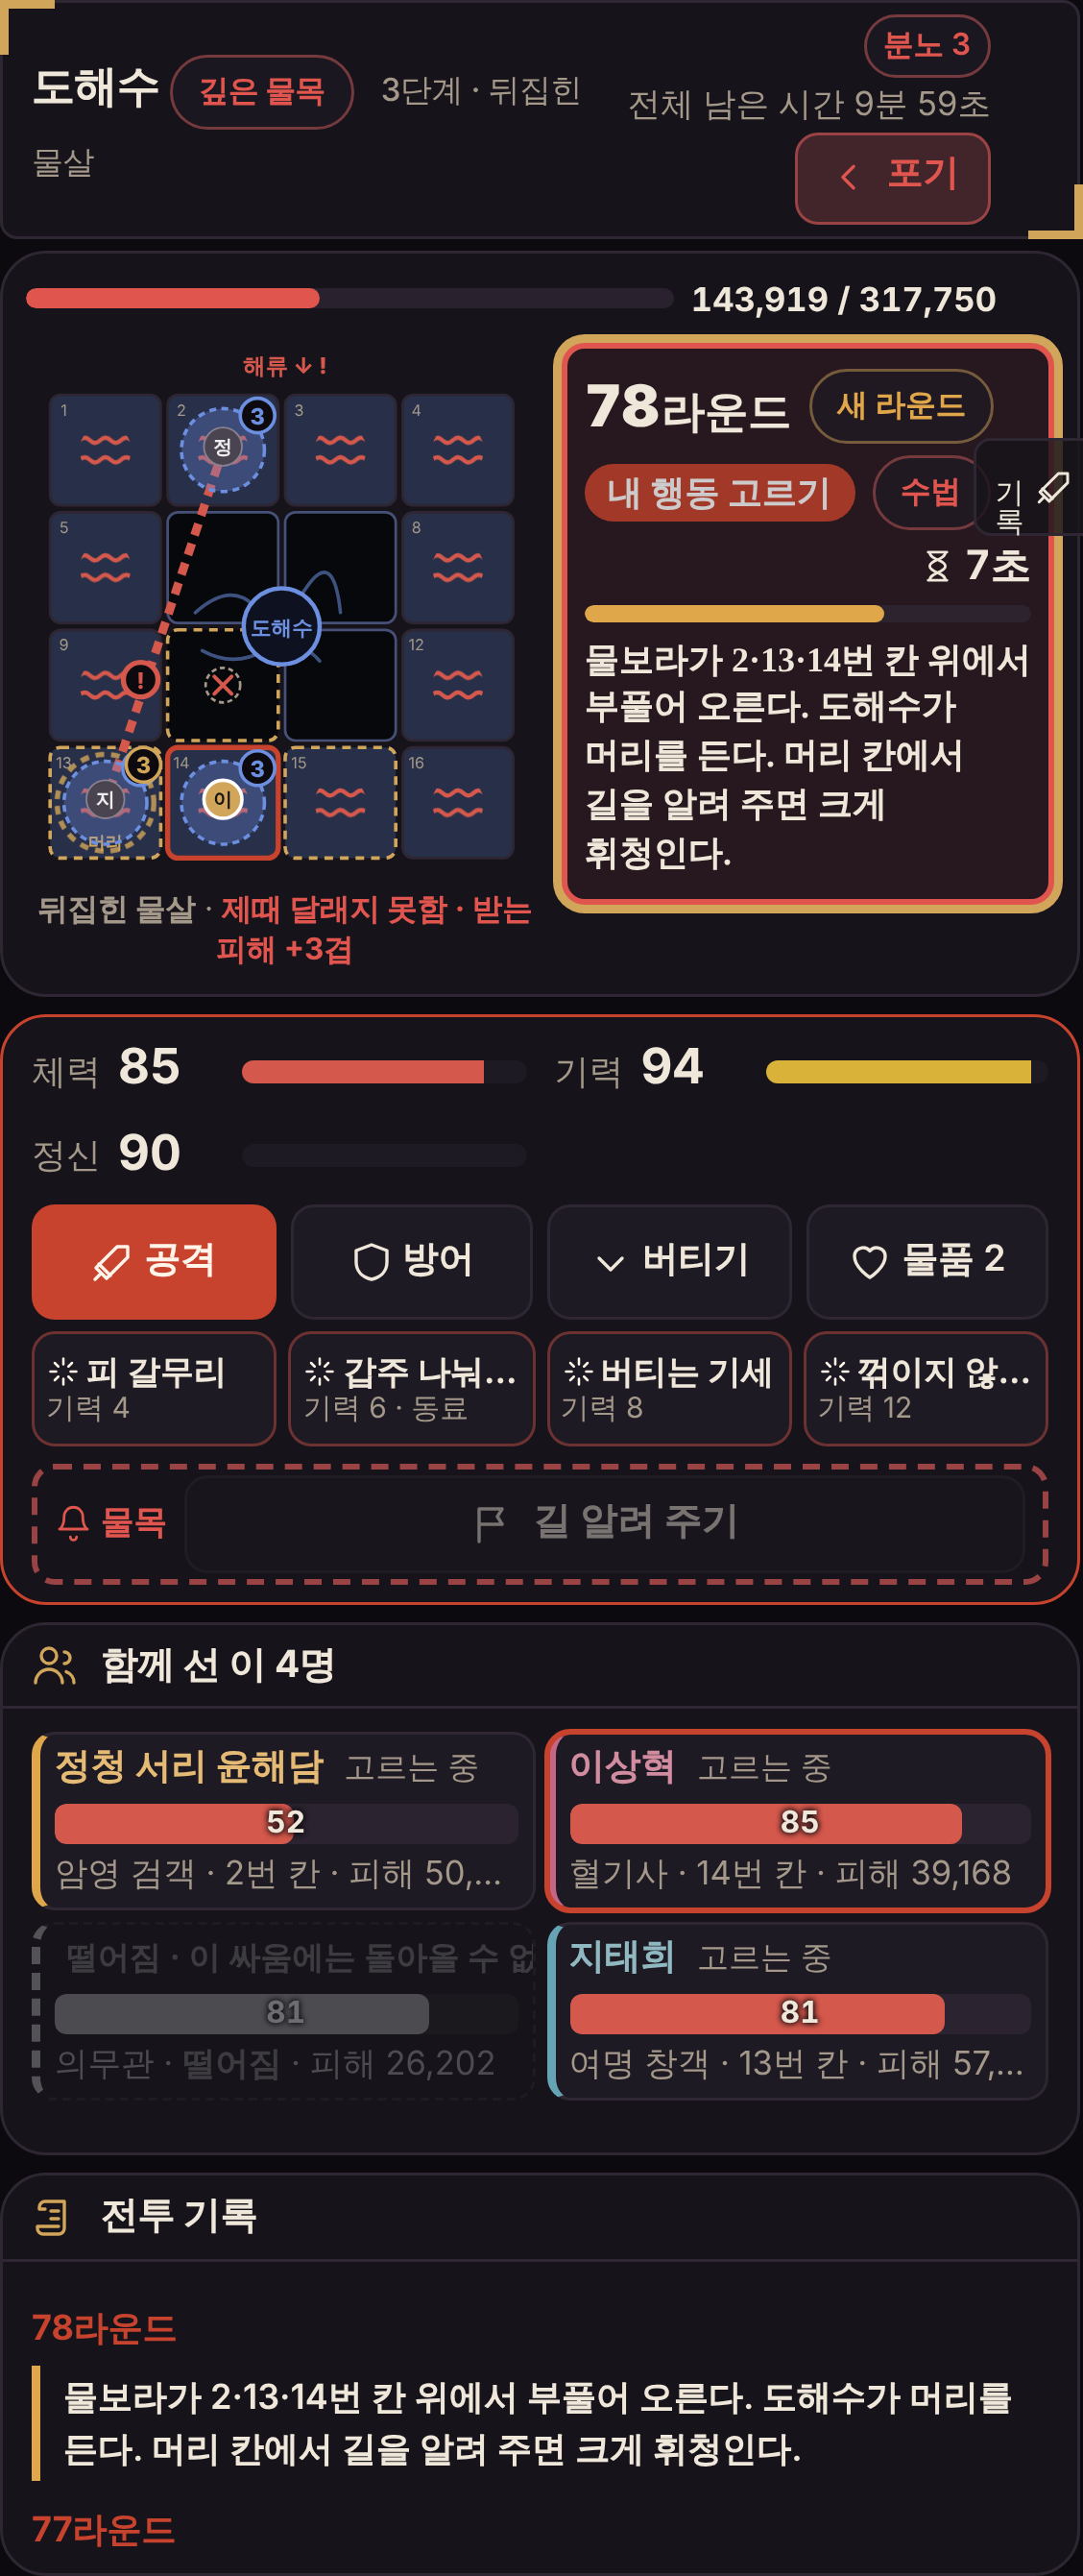 도해수 깊은 물목 3단계 · 뒤집힌
물살
분노 3
전체 남은 시간 9분 59초
포기
143,919 / 317,750
해류 ↓ !
1 2 3 3 4
정
5 8
도해수
9 ! 12
13 3 14 3 15 16
지 이
머리
뒤집힌 물살 · 제때 달래지 못함 · 받는
피해 +3겹
78라운드 새 라운드
내 행동 고르기 수법
기록
7초
물보라가 2·13·14번 칸 위에서
부풀어 오른다. 도해수가
머리를 든다. 머리 칸에서
길을 알려 주면 크게
휘청인다.
체력 85 기력 94
정신 90
공격 방어 버티기 물품 2
피 갈무리 갑주 나눠... 버티는 기세 꺾이지 않...
기력 4 기력 6 · 동료 기력 8 기력 12
물목 길 알려 주기
함께 선 이 4명
정청 서리 윤해담 고르는 중
52
암영 검객 · 2번 칸 · 피해 50,...
이상혁 고르는 중
85
혈기사 · 14번 칸 · 피해 39,168
떨어짐 · 이 싸움에는 돌아올 수 없
81
의무관 · 떨어짐 · 피해 26,202
지태희 고르는 중
81
여명 창객 · 13번 칸 · 피해 57,...
전투 기록
78라운드
물보라가 2·13·14번 칸 위에서 부풀어 오른다. 도해수가 머리를
든다. 머리 칸에서 길을 알려 주면 크게 휘청인다.
77라운드